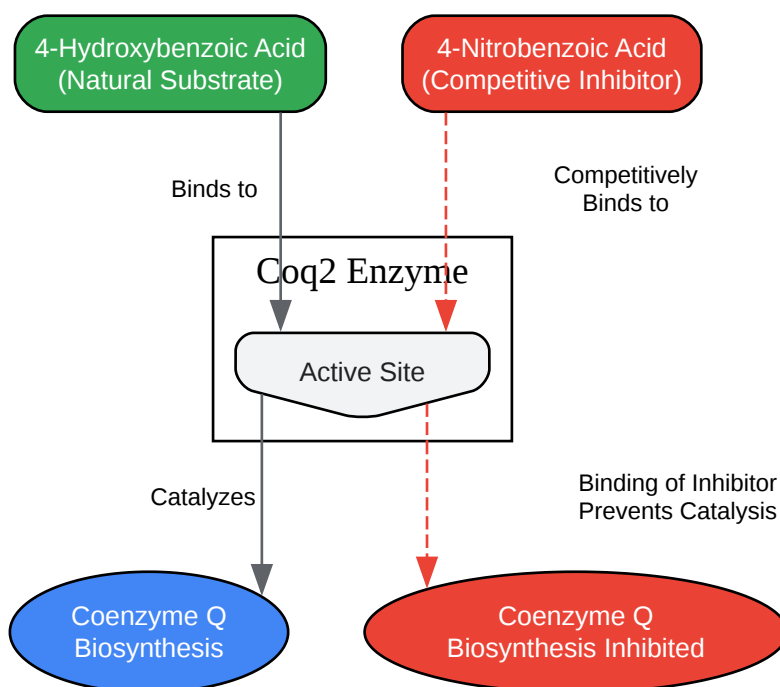 4-Hydroxybenzoic Acid
(Natural Substrate)
4-Nitrobenzoic Acid
(Competitive Inhibitor)
Binds to
Competitively
Binds to
Coq2 Enzyme
Active Site
Catalyzes
Binding of Inhibitor
Prevents Catalysis
Coenzyme Q
Biosynthesis
Coenzyme Q
Biosynthesis Inhibited